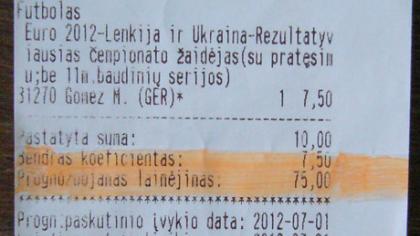 Futbolas
Euro 2012-Lenkija ir Ukraina-Rezultatyv
iausias čempionato žaidėjas(su pratęsim
u;be 11m.baudinių serijos)
31270 Gomez M. (GER)* 1 7,50
Pastatyta suma: 10,00
Bendras koeficientas: 7,50
Prognozuojamas laimėjimas: 75,00
************************************
Progn.paskutinio įvykio data: 2012-07-01